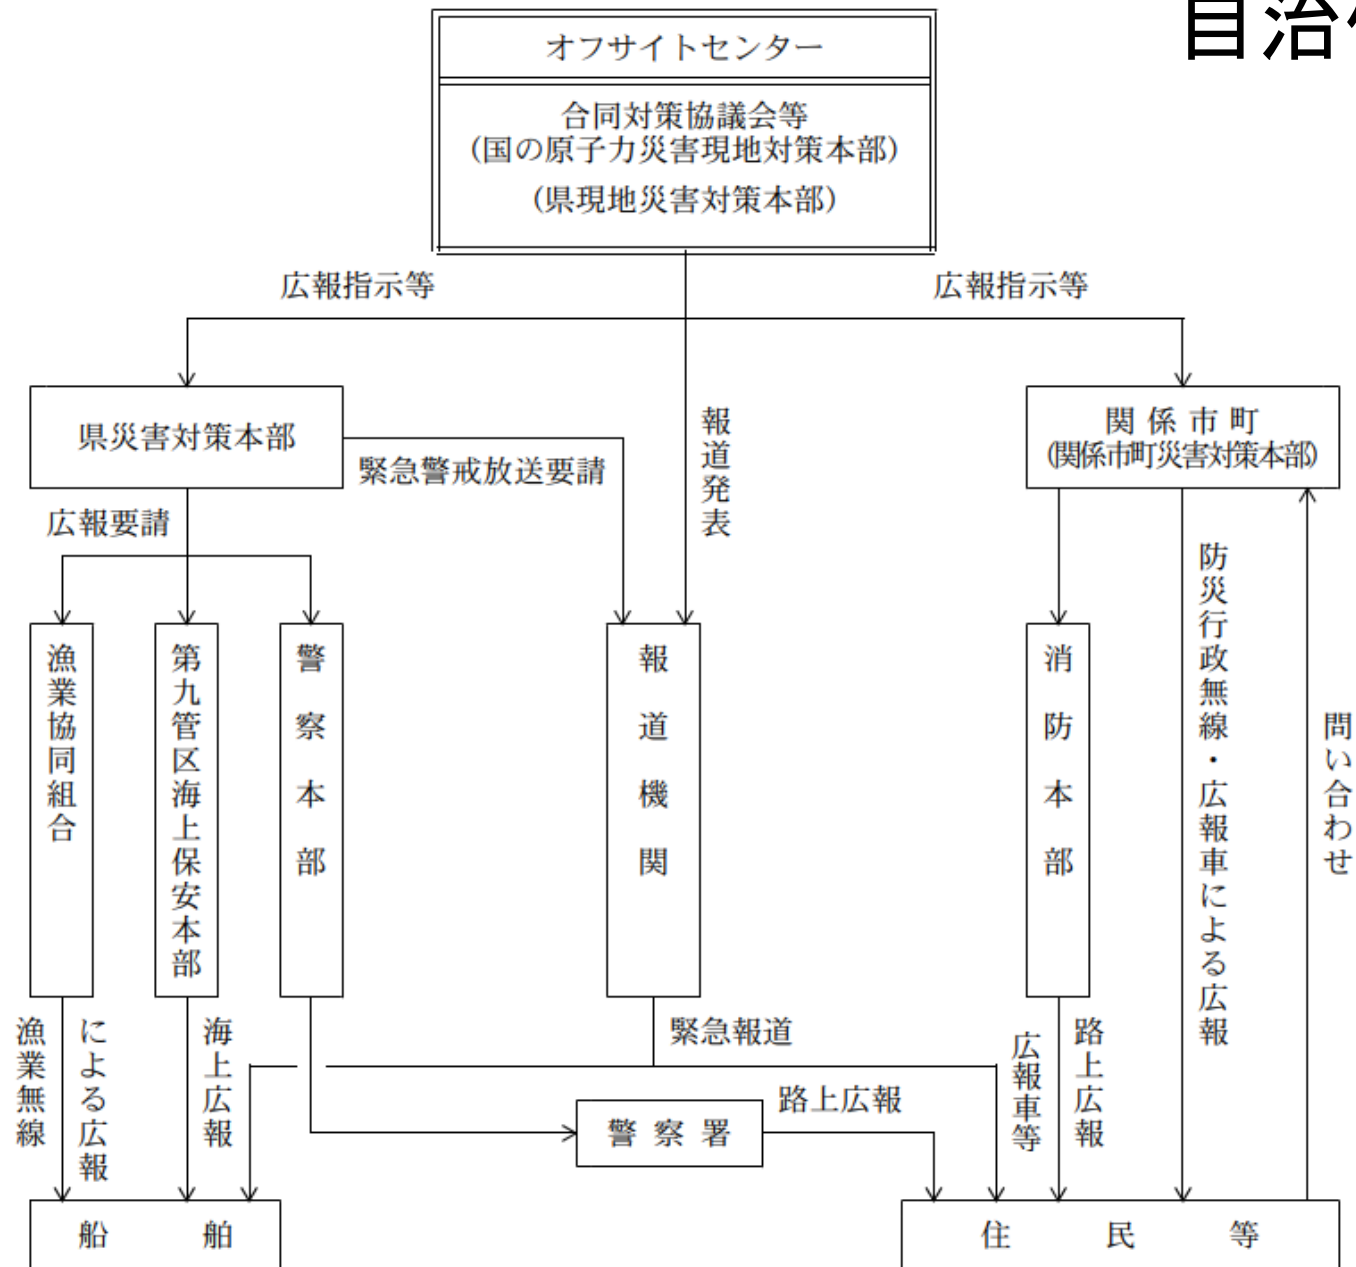 自治
オフサイトセンター
合同対策協議会等
（国の原子力災害現地対策本部）
（県現地災害対策本部）
広報指示等
広報指示等
県災害対策本部
関係市町
（関係市町災害対策本部）
緊急警戒放送要請
報道発表
広報要請
漁業協同組合
第九管区海上保安本部
警察本部
報道機関
消防本部
防災行政無線・広報車による広報
問い合わせ
漁業無線
による広報
海上広報
緊急報道
広報車等
路上広報
警察署
路上広報
船舶
住民等